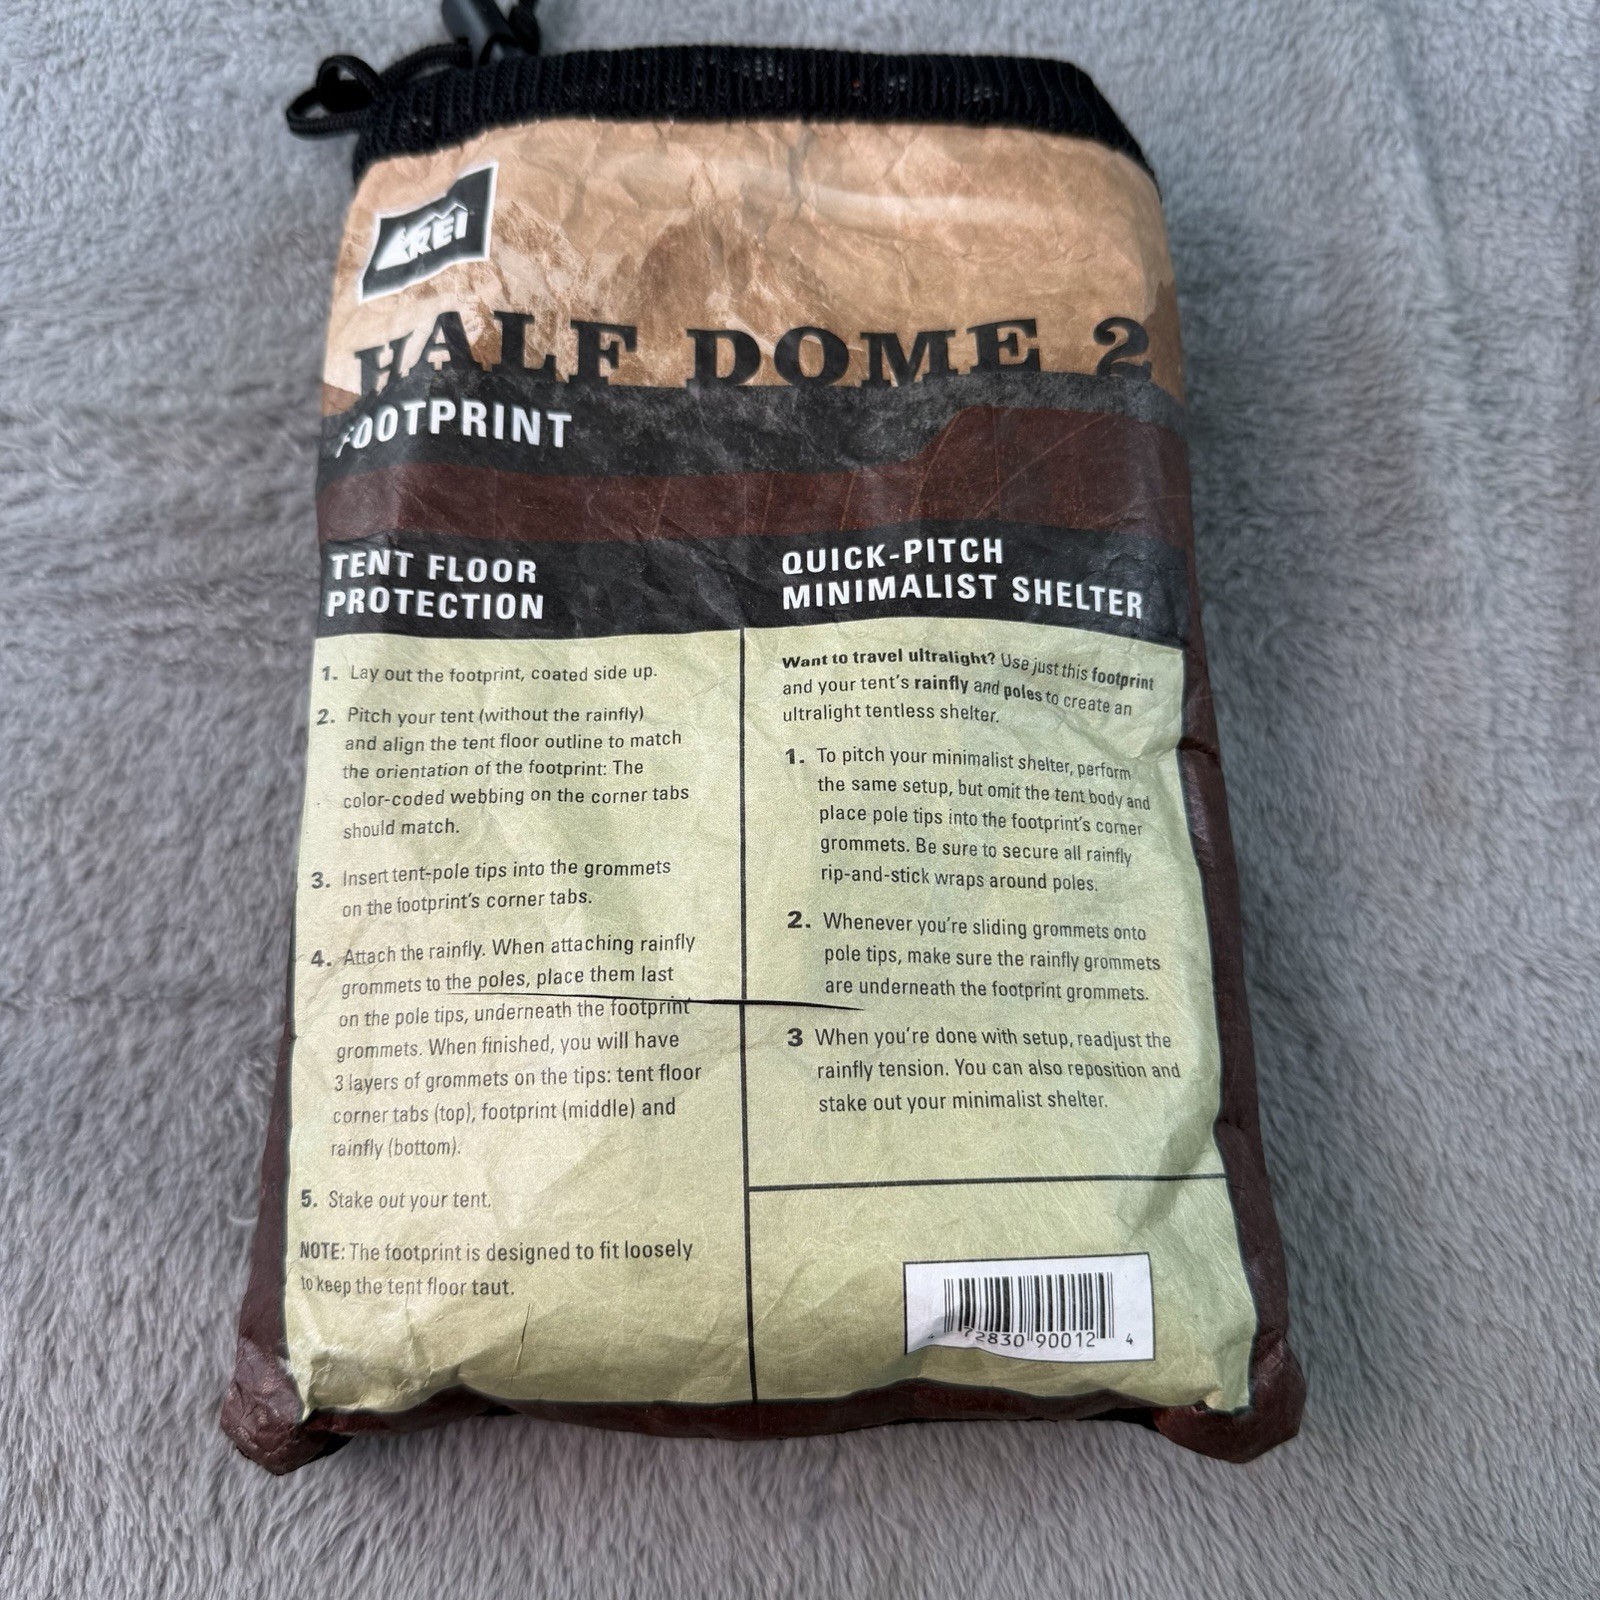 REI
HALF DOME 2
FOOTPRINT
TENT FLOOR
PROTECTION
1. Lay out the footprint, coated side up.
2. Pitch your tent (without the rainfly)
and align the tent floor outline to match
the orientation of the footprint: The
color-coded webbing on the corner tabs
should match.
3. Insert tent-pole tips into the grommets
on the footprint's corner tabs.
4. Attach the rainfly. When attaching rainfly
grommets to the poles, place them last
on the pole tips, underneath the footprint
grommets. When finished, you will have
3 layers of grommets on the tips: tent floor
corner tabs (top), footprint (middle) and
rainfly (bottom).
5. Stake out your tent.
NOTE: The footprint is designed to fit loosely
to keep the tent floor taut.
QUICK-PITCH
MINIMALIST SHELTER
Want to travel ultralight? Use just this footprint
and your tent's rainfly and poles to create an
ultralight tentless shelter.
1. To pitch your minimalist shelter, perform
the same setup, but omit the tent body and
place pole tips into the footprint's corner
grommets. Be sure to secure all rainfly
rip-and-stick wraps around poles.
2. Whenever you're sliding grommets onto
pole tips, make sure the rainfly grommets
are underneath the footprint grommets.
3 When you're done with setup, readjust the
rainfly tension. You can also reposition and
stake out your minimalist shelter.
72830 90012 4